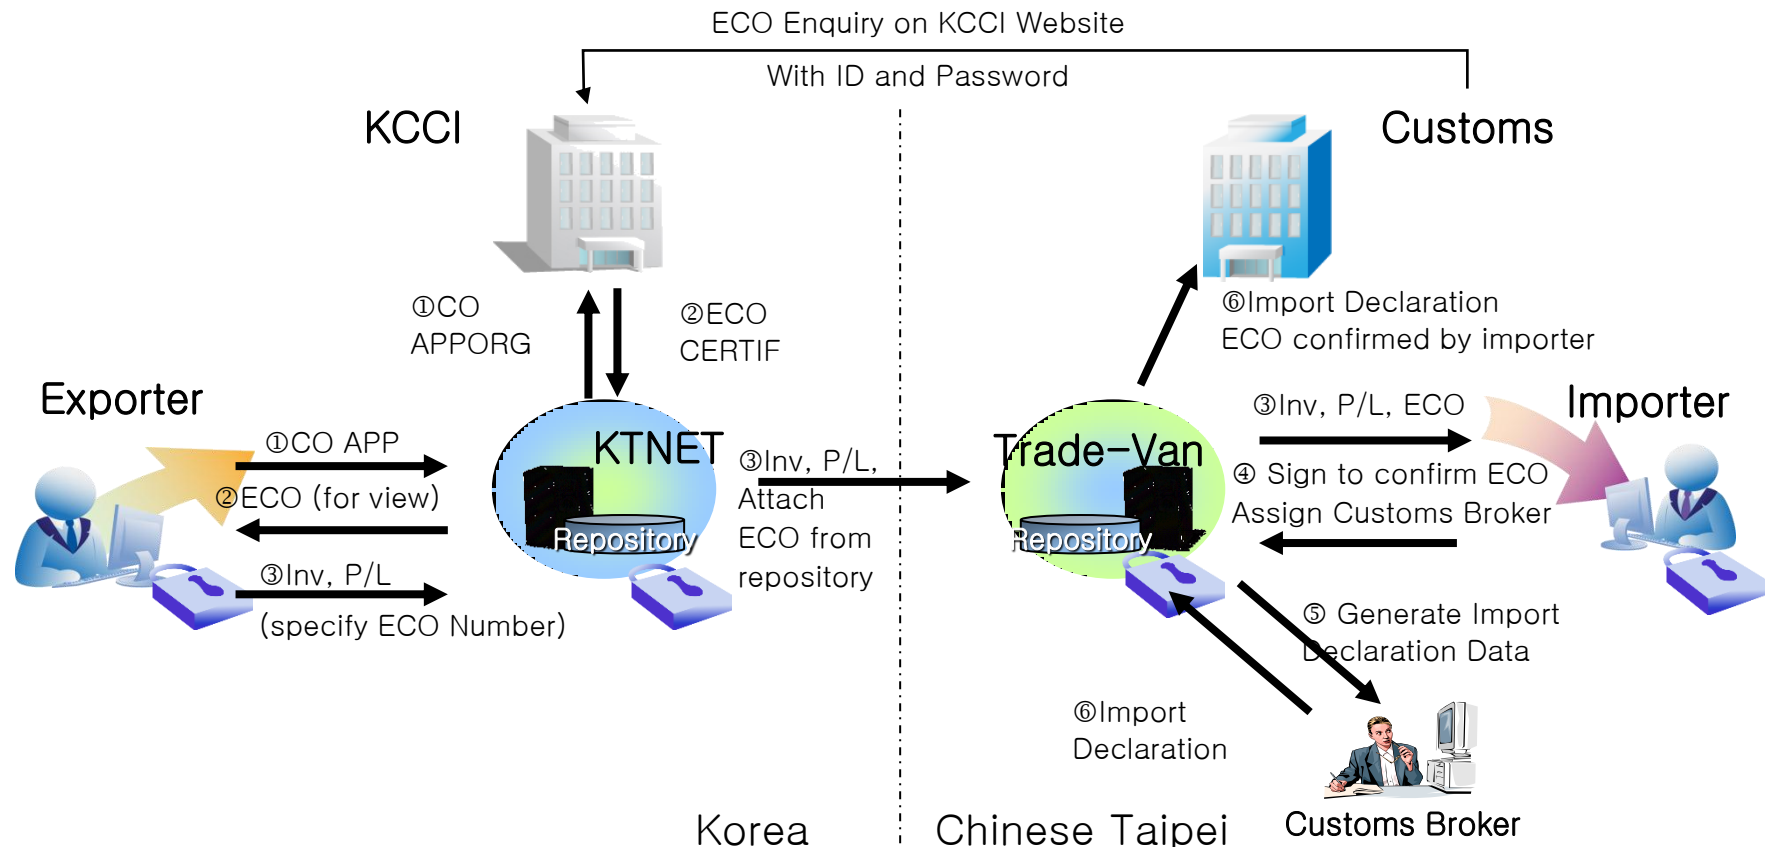 ECO Enquiry on KCCI Website
With ID and Password
KCCI
Customs
①CO
APPORG
②ECO
CERTIF
⑥Import Declaration
ECO confirmed by importer
Exporter
①CO APP
②ECO (for view)
③Inv, P/L
(specify ECO Number)
KTNET
Repository
③Inv, P/L,
Attach
ECO from
repository
Trade-Van
Repository
③Inv, P/L, ECO
④ Sign to confirm ECO
Assign Customs Broker
Importer
⑤ Generate Import
Declaration Data
⑥Import
Declaration
Customs Broker
Korea
Chinese Taipei